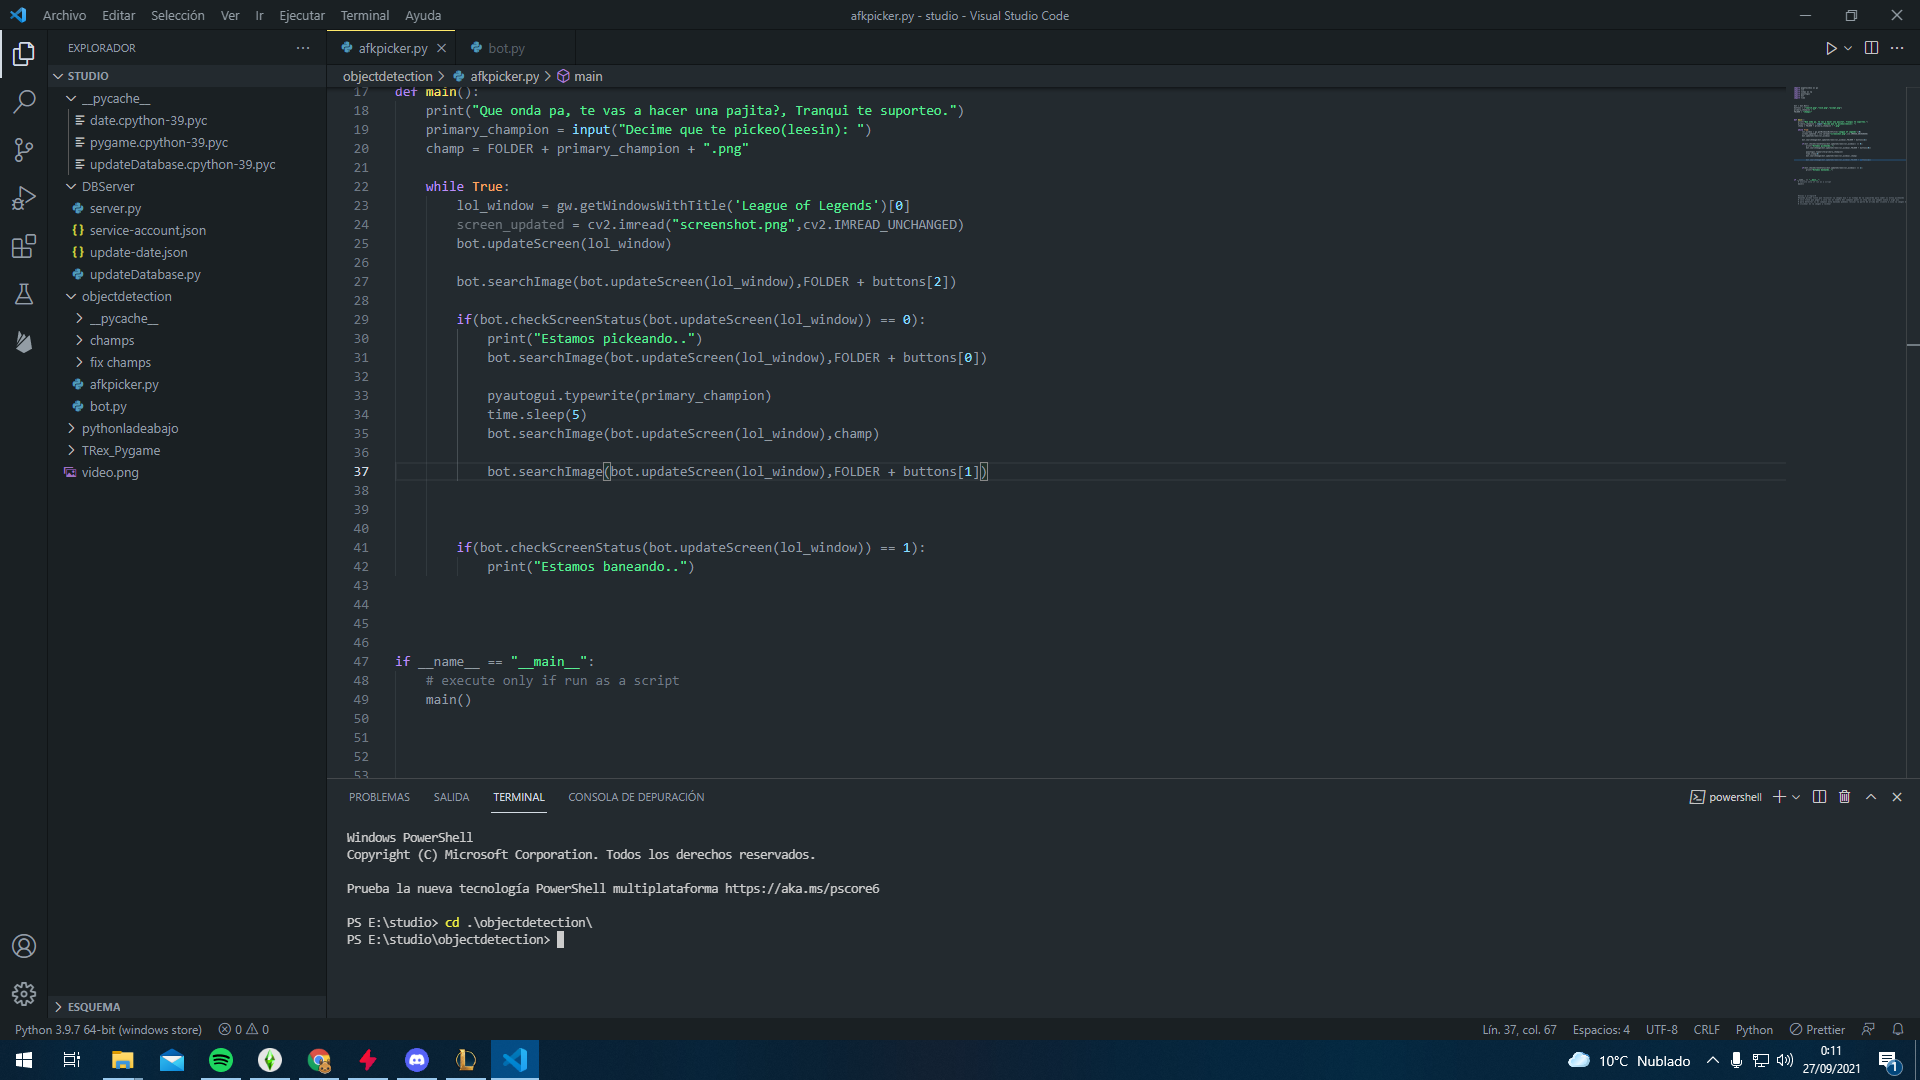 Archivo Editar Selección Ver Ir Ejecutar Terminal Ayuda
afkpicker.py - studio - Visual Studio Code
EXPLORADOR
STUDIO
__pycache__
date.cpython-39.pyc
pygame.cpython-39.pyc
updateDatabase.cpython-39.pyc
DBServer
server.py
service-account.json
update-date.json
updateDatabase.py
objectdetection
__pycache__
champs
fix champs
afkpicker.py
bot.py
pythonladeabajo
TRex_Pygame
video.png
ESQUEMA
afkpicker.py
bot.py
objectdetection > afkpicker.py > main
17 def main():
18 print("Que onda pa, te vas a hacer una pajita?, Tranqui te suporteo.")
19 primary_champion = input("Decime que te pickeo(leesin): ")
20 champ = FOLDER + primary_champion + ".png"
21
22 while True:
23 lol_window = gw.getWindowsWithTitle('League of Legends')[0]
24 screen_updated = cv2.imread("screenshot.png",cv2.IMREAD_UNCHANGED)
25 bot.updateScreen(lol_window)
26
27 bot.searchImage(bot.updateScreen(lol_window),FOLDER + buttons[2])
28
29 if(bot.checkScreenStatus(bot.updateScreen(lol_window)) == 0):
30 print("Estamos pickeando..")
31 bot.searchImage(bot.updateScreen(lol_window),FOLDER + buttons[0])
32
33 pyautogui.typewrite(primary_champion)
34 time.sleep(5)
35 bot.searchImage(bot.updateScreen(lol_window),champ)
36
37 bot.searchImage(bot.updateScreen(lol_window),FOLDER + buttons[1])
38
39
40
41 if(bot.checkScreenStatus(bot.updateScreen(lol_window)) == 1):
42 print("Estamos baneando..")
43
44
45
46
47 if __name__ == "__main__":
48 # execute only if run as a script
49 main()
50
51
52
53
PROBLEMAS SALIDA TERMINAL CONSOLA DE DEPURACIÓN
powershell
Windows PowerShell
Copyright (C) Microsoft Corporation. Todos los derechos reservados.
Prueba la nueva tecnología PowerShell multiplataforma https://aka.ms/pscore6
PS E:\studio> cd .\objectdetection\
PS E:\studio\objectdetection>
Python 3.9.7 64-bit (windows store) 0 0
Lín. 37, col. 67 Espacios: 4 UTF-8 CRLF Python Prettier
10°C Nublado
0:11
27/09/2021
1